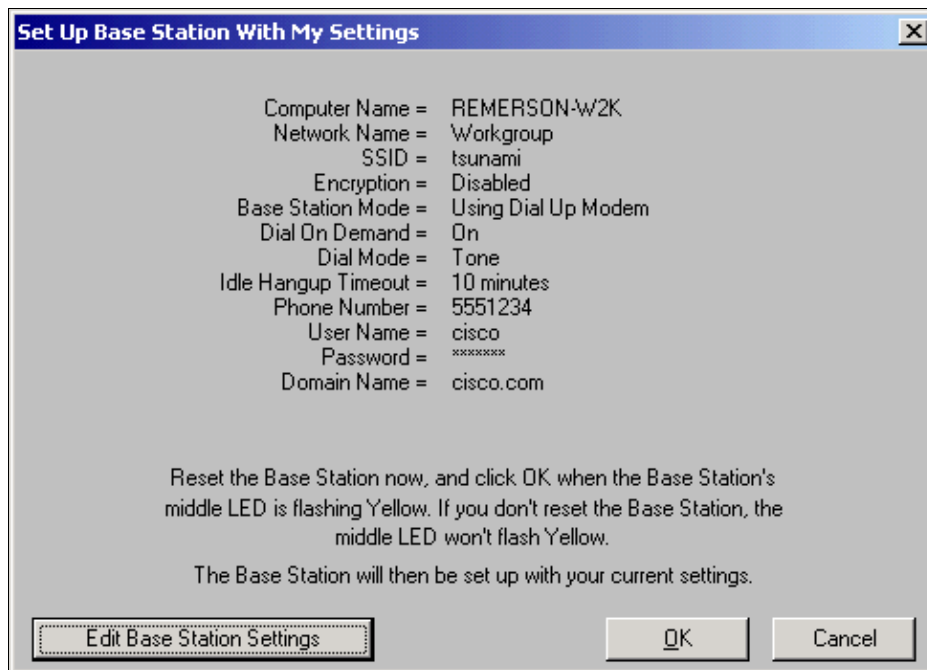 Set Up Base Station With My Settings
Computer Name = REMERSON-W2K
Network Name = Workgroup
SSID = tsunami
Encryption = Disabled
Base Station Mode = Using Dial Up Modem
Dial On Demand = On
Dial Mode = Tone
Idle Hangup Timeout = 10 minutes
Phone Number = 5551234
User Name = cisco
Password = *******
Domain Name = cisco.com
Reset the Base Station now, and click OK when the Base Station's
middle LED is flashing Yellow. If you don't reset the Base Station, the
middle LED won't flash Yellow.
The Base Station will then be set up with your current settings.
Edit Base Station Settings OK Cancel